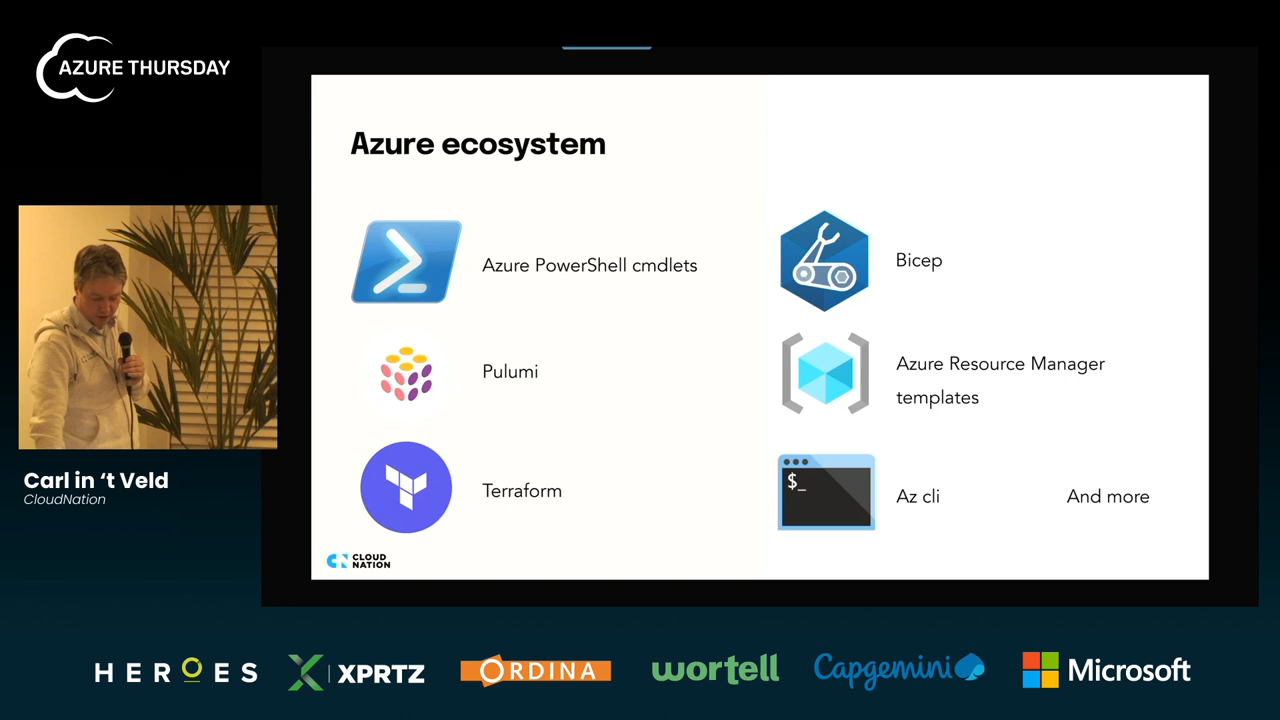 AZURE THURSDAY
Azure ecosystem
Azure PowerShell cmdlets
Bicep
Pulumi
Azure Resource Manager
templates
Terraform
$_
Az cli
And more
CLOUD
NATION
Carl in ‘t Veld
CloudNation
HEROES
XPRTZ
ORDINA
wortell
Capgemini
Microsoft